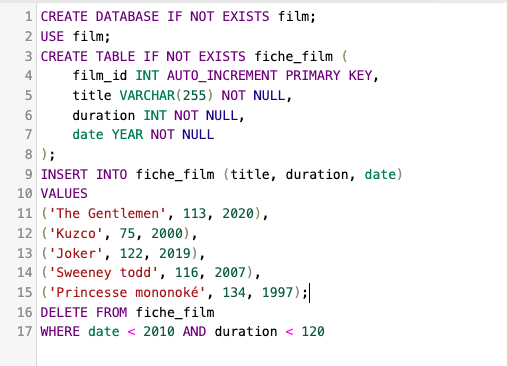 1 CREATE DATABASE IF NOT EXISTS film;
2 USE film;
3 CREATE TABLE IF NOT EXISTS fiche_film (
4     film_id INT AUTO_INCREMENT PRIMARY KEY,
5     title VARCHAR(255) NOT NULL,
6     duration INT NOT NULL,
7     date YEAR NOT NULL
8 );
9 INSERT INTO fiche_film (title, duration, date)
10 VALUES
11 ('The Gentlemen', 113, 2020),
12 ('Kuzco', 75, 2000),
13 ('Joker', 122, 2019),
14 ('Sweeney todd', 116, 2007),
15 ('Princesse mononoké', 134, 1997);
16 DELETE FROM fiche_film
17 WHERE date < 2010 AND duration < 120